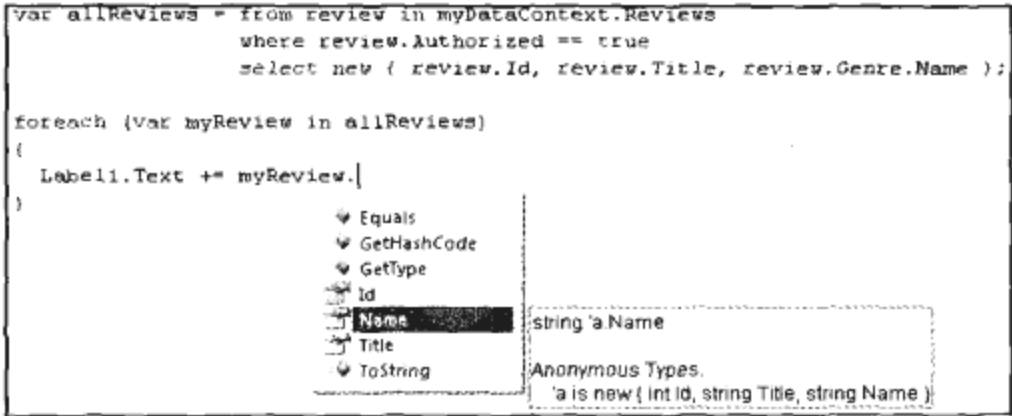 var allReviews = from review in myDataContext.Reviews
where review.Authorized == true
select new { review.Id, review.Title, review.Genre.Name };
foreach (var myReview in allReviews)
{
Label1.Text += myReview.
}
Equals
GetHashCode
GetType
Id
Name
Title
ToString
string 'a.Name
Anonymous Types.
'a is new { int Id, string Title, string Name }